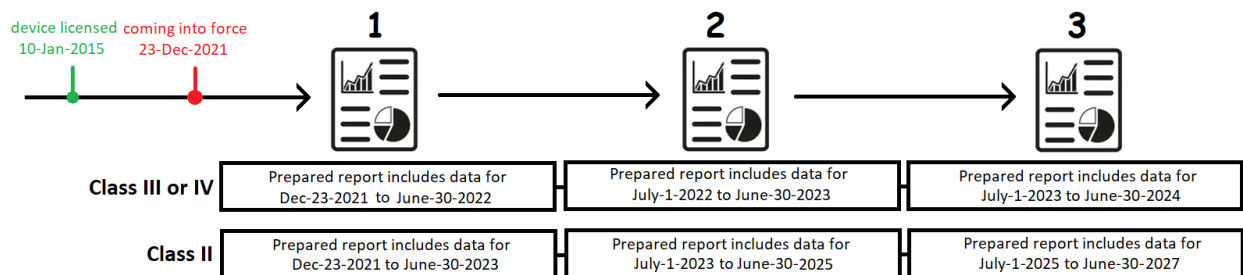 device licensed
10-Jan-2015
coming into force
23-Dec-2021
1
2
3
Class III or IV
Prepared report includes data for
Dec-23-2021 to June-30-2022
Prepared report includes data for
July-1-2022 to June-30-2023
Prepared report includes data for
July-1-2023 to June-30-2024
Class II
Prepared report includes data for
Dec-23-2021 to June-30-2023
Prepared report includes data for
July-1-2023 to June-30-2025
Prepared report includes data for
July-1-2025 to June-30-2027